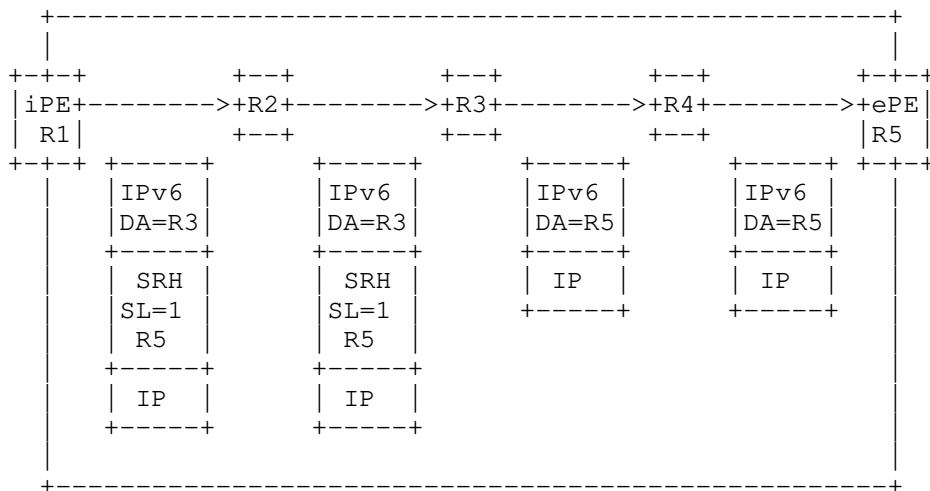 +-----------------------------------------------------+
|                                                     |
+-+-+          +--+         +--+         +--+         +-+-+
|iPE+--------->+R2+-------->+R3+-------->+R4+-------->+ePE|
| R1|          +--+         +--+         +--+         |R5 |
+-+-+ +-----+      +-----+      +-----+      +-----+ +-+-+
|     |IPv6 |      |IPv6 |      |IPv6 |      |IPv6 |   |
|     |DA=R3|      |DA=R3|      |DA=R5|      |DA=R5|   |
|     +-----+      +-----+      +-----+      +-----+   |
|     | SRH |      | SRH |      | IP  |      | IP  |   |
|     |SL=1 |      |SL=1 |      +-----+      +-----+   |
|     | R5  |      | R5  |                             |
|     +-----+      +-----+                             |
|     | IP  |      | IP  |                             |
|     +-----+      +-----+                             |
|                                                     |
+-----------------------------------------------------+